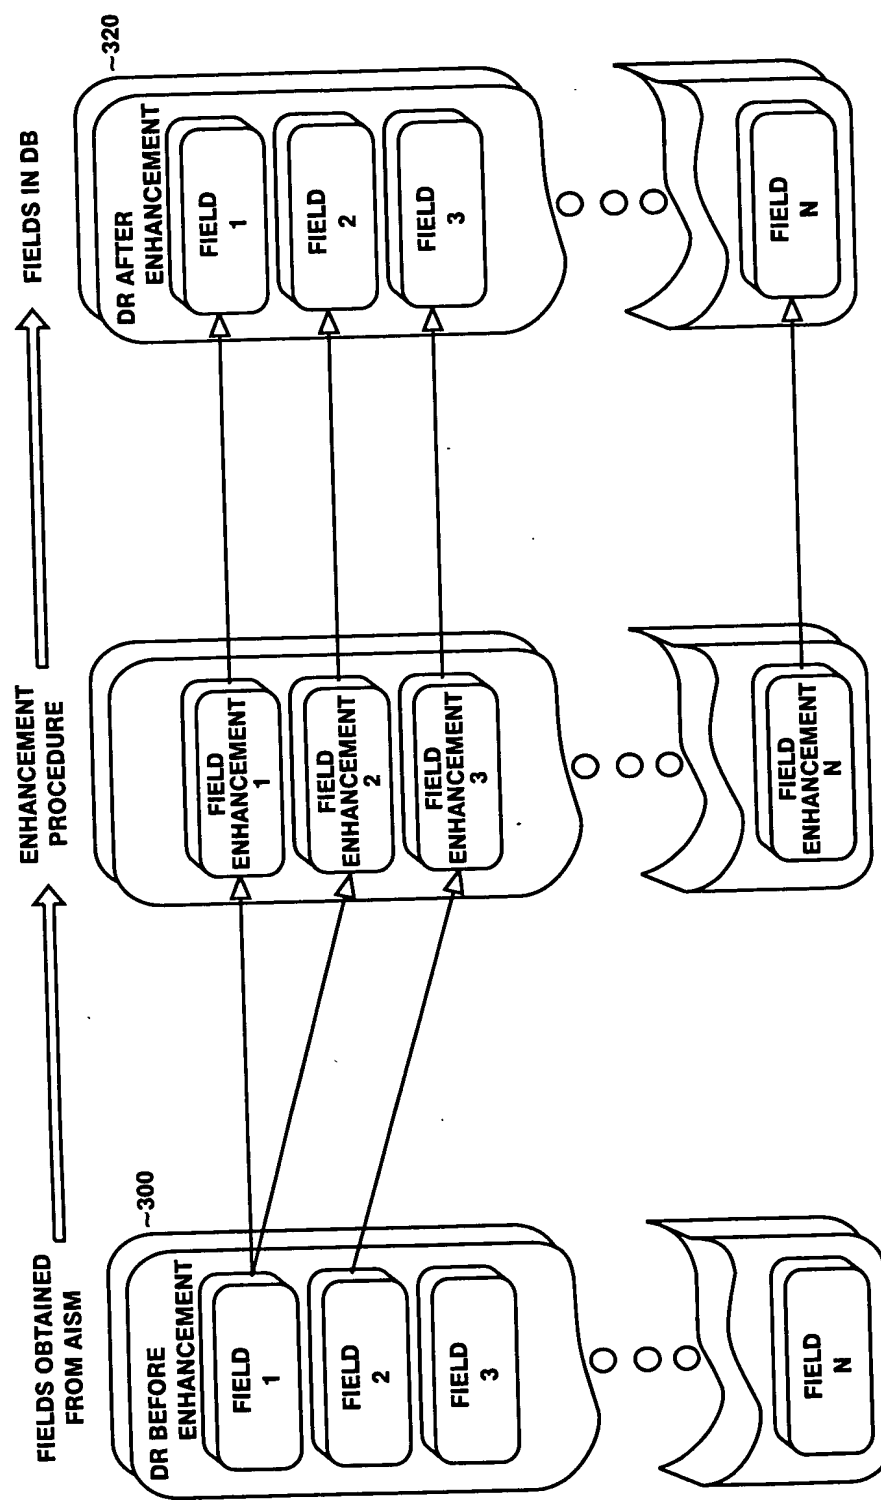 FIELDS OBTAINED
FROM AISM
ENHANCEMENT
PROCEDURE
FIELDS IN DB
~300
DR BEFORE
ENHANCEMENT
FIELD
1
FIELD
2
FIELD
3
FIELD
N
FIELD
ENHANCEMENT
1
FIELD
ENHANCEMENT
2
FIELD
ENHANCEMENT
3
FIELD
ENHANCEMENT
N
~320
DR AFTER
ENHANCEMENT
FIELD
1
FIELD
2
FIELD
3
FIELD
N